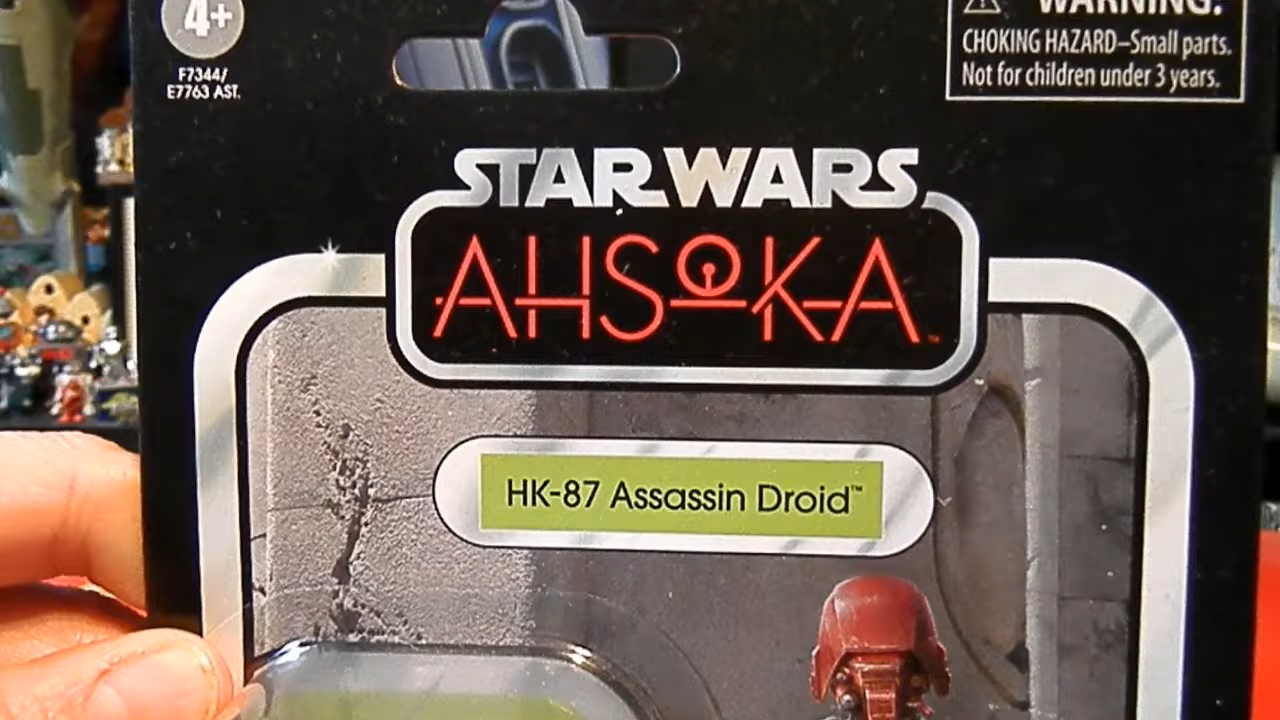 4+
F7344/
E7763 AST.
WARNING:
CHOKING HAZARD–Small parts.
Not for children under 3 years.
STAR WARS
AHSOKA™
HK-87 Assassin Droid™